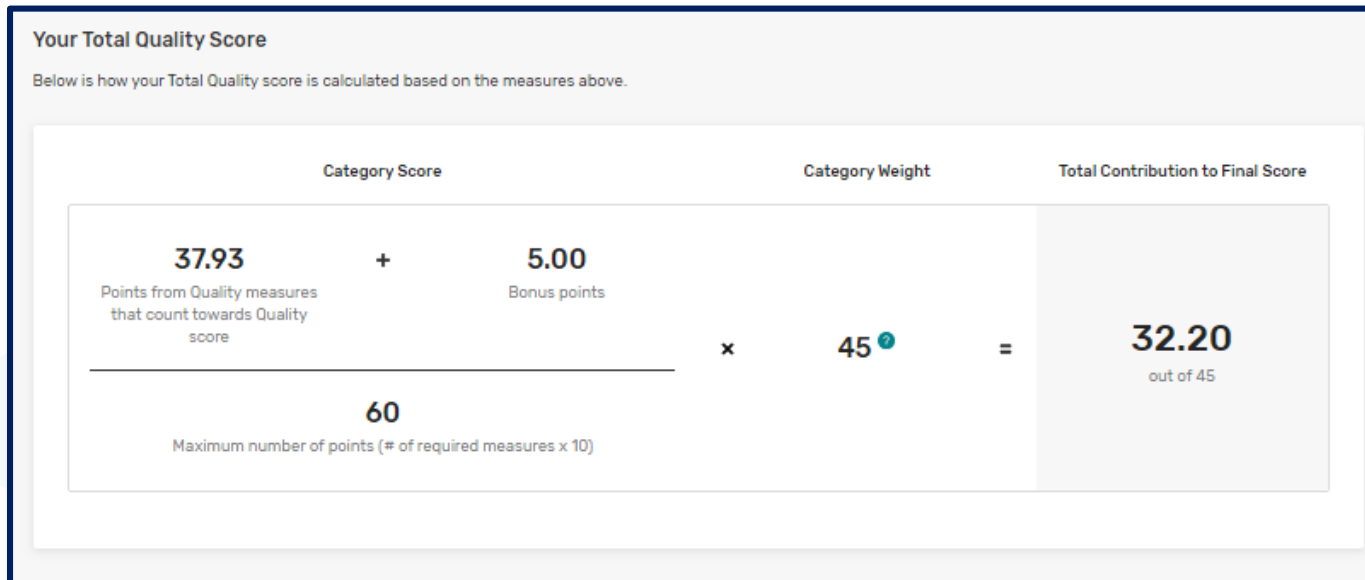 Your Total Quality Score
Below is how your Total Quality score is calculated based on the measures above.
Category Score
Category Weight
Total Contribution to Final Score
37.93
+
5.00
Points from Quality measures
that count towards Quality
score
Bonus points
×
45 ?
=
32.20
out of 45
60
Maximum number of points (# of required measures x 10)